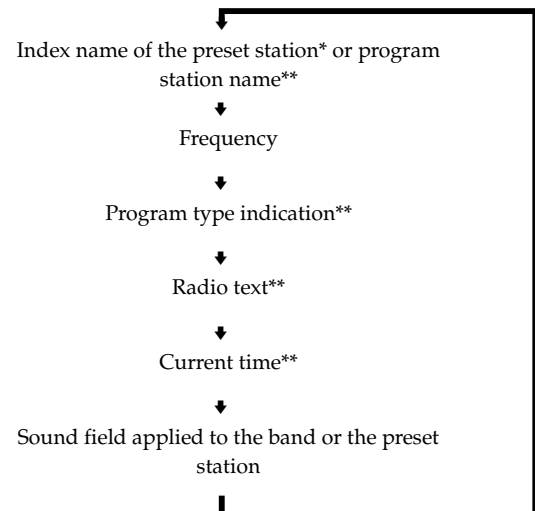 Index name of the preset station* or program
station name**
Frequency
Program type indication**
Radio text**
Current time**
Sound field applied to the band or the preset
station